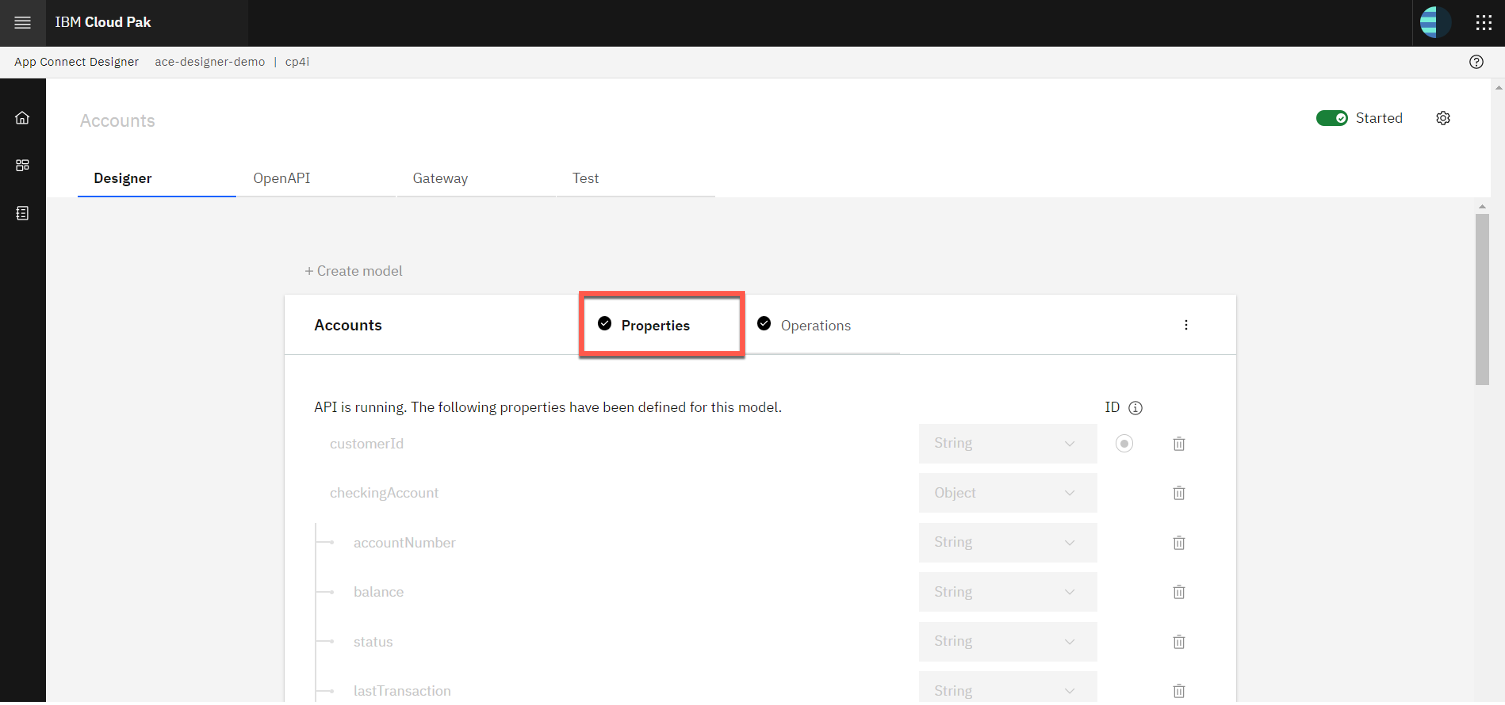 IBM Cloud Pak
App Connect Designer ace-designer-demo | cp4i
Accounts
Started
Designer OpenAPI Gateway Test
+ Create model
Accounts Properties Operations
API is running. The following properties have been defined for this model. ID
customerId String
checkingAccount Object
accountNumber String
balance String
status String
lastTransaction String